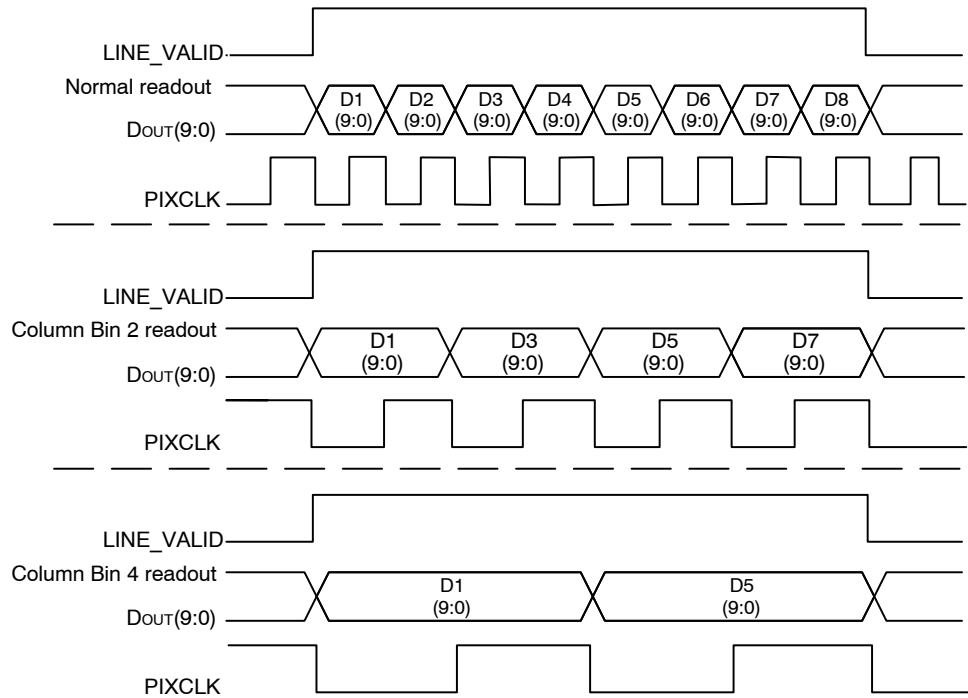 LINE_VALID
Normal readout
D1 D2 D3 D4 D5 D6 D7 D8
(9:0) (9:0) (9:0) (9:0) (9:0) (9:0) (9:0) (9:0)
DOUT(9:0)
PIXCLK
LINE_VALID
Column Bin 2 readout
D1 D3 D5 D7
(9:0) (9:0) (9:0) (9:0)
DOUT(9:0)
PIXCLK
LINE_VALID
Column Bin 4 readout
D1 D5
(9:0) (9:0)
DOUT(9:0)
PIXCLK